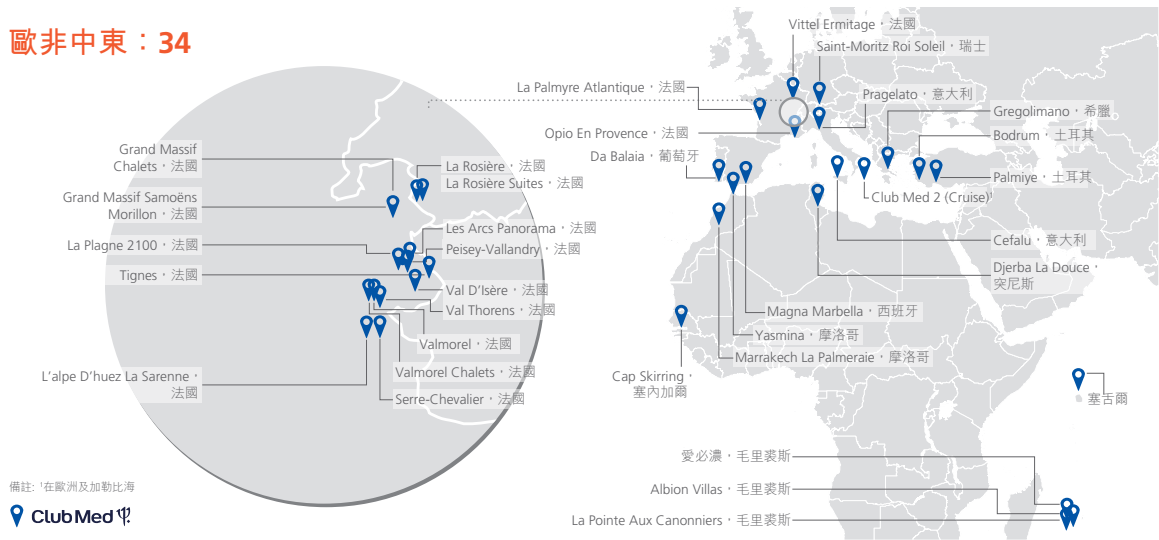 歐非中東：34
Grand Massif
Chalets，法國
Grand Massif Samoëns
Morillon，法國
La Plagne 2100，法國
Tignes，法國
L'alpe D'huez La Sarenne，
法國
La Rosière，法國
La Rosière Suites，法國
Les Arcs Panorama，法國
Peisey-Vallandry，法國
Val D'Isère，法國
Val Thorens，法國
Valmorel，法國
Valmorel Chalets，法國
Serre-Chevalier，法國
Vittel Ermitage，法國
Saint-Moritz Roi Soleil，瑞士
La Palmyre Atlantique，法國
Pragelato，意大利
Gregolimano，希臘
Opio En Provence，法國
Bodrum，土耳其
Da Balaia，葡萄牙
Palmiye，土耳其
Club Med 2 (Cruise)¹
Cefalu，意大利
Djerba La Douce，
突尼斯
Magna Marbella，西班牙
Yasmina，摩洛哥
Marrakech La Palmeraie，摩洛哥
Cap Skirring，
塞內加爾
塞舌爾
愛必濃，毛里裘斯
Albion Villas，毛里裘斯
La Pointe Aux Canonniers，毛里裘斯
備註: ¹在歐洲及加勒比海
Club Med